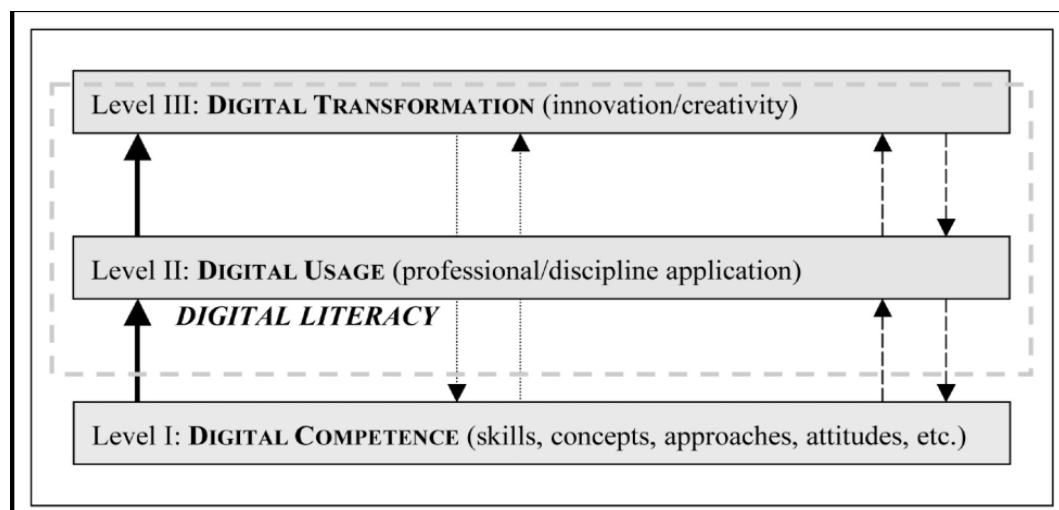 Level III: DIGITAL TRANSFORMATION (innovation/creativity)
Level II: DIGITAL USAGE (professional/discipline application)
DIGITAL LITERACY
Level I: DIGITAL COMPETENCE (skills, concepts, approaches, attitudes, etc.)